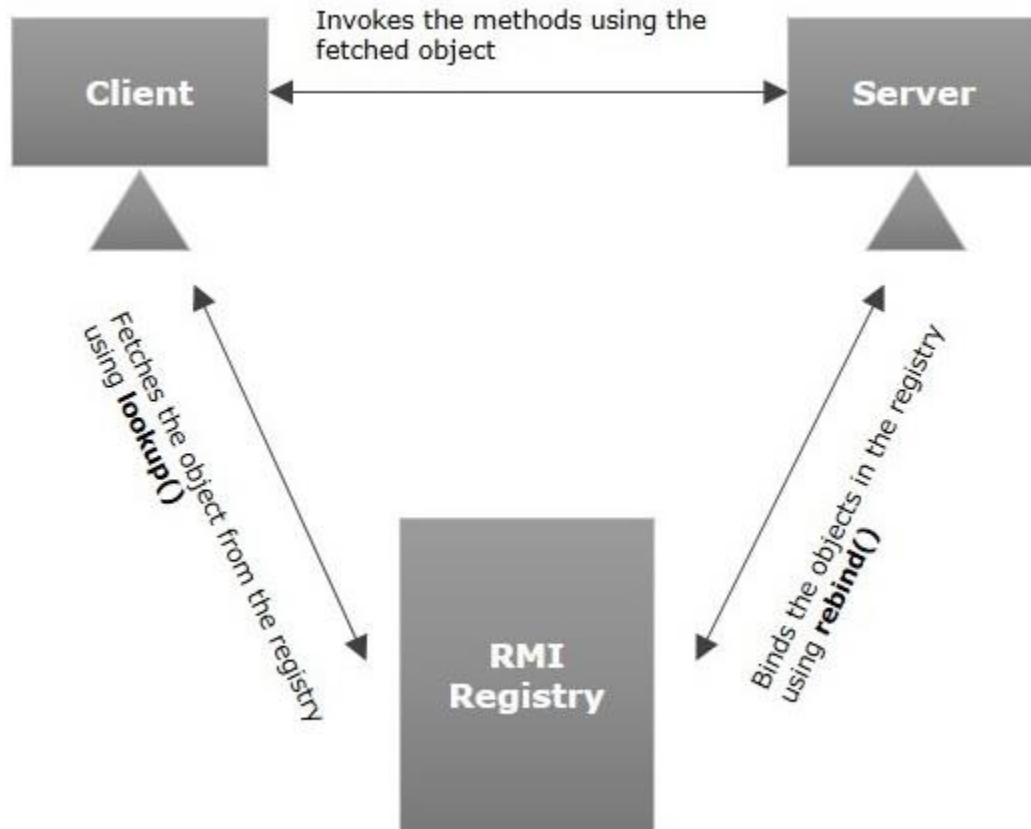 Invokes the methods using the
fetched object
Client
Server
Fetches the object from the registry
using lookup()
Binds the objects in the registry
using rebind()
RMI
Registry